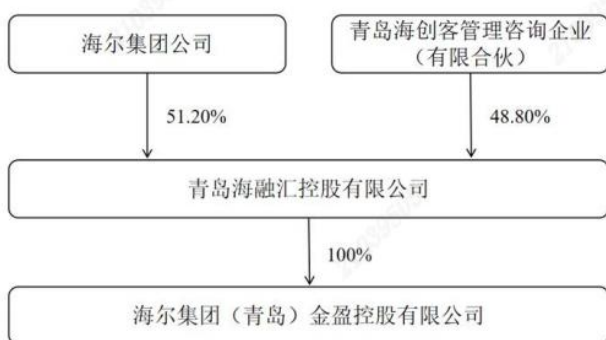 海尔集团公司
青岛海创客管理咨询企业
（有限合伙）
51.20%
48.80%
青岛海融汇控股有限公司
100%
海尔集团（青岛）金盈控股有限公司